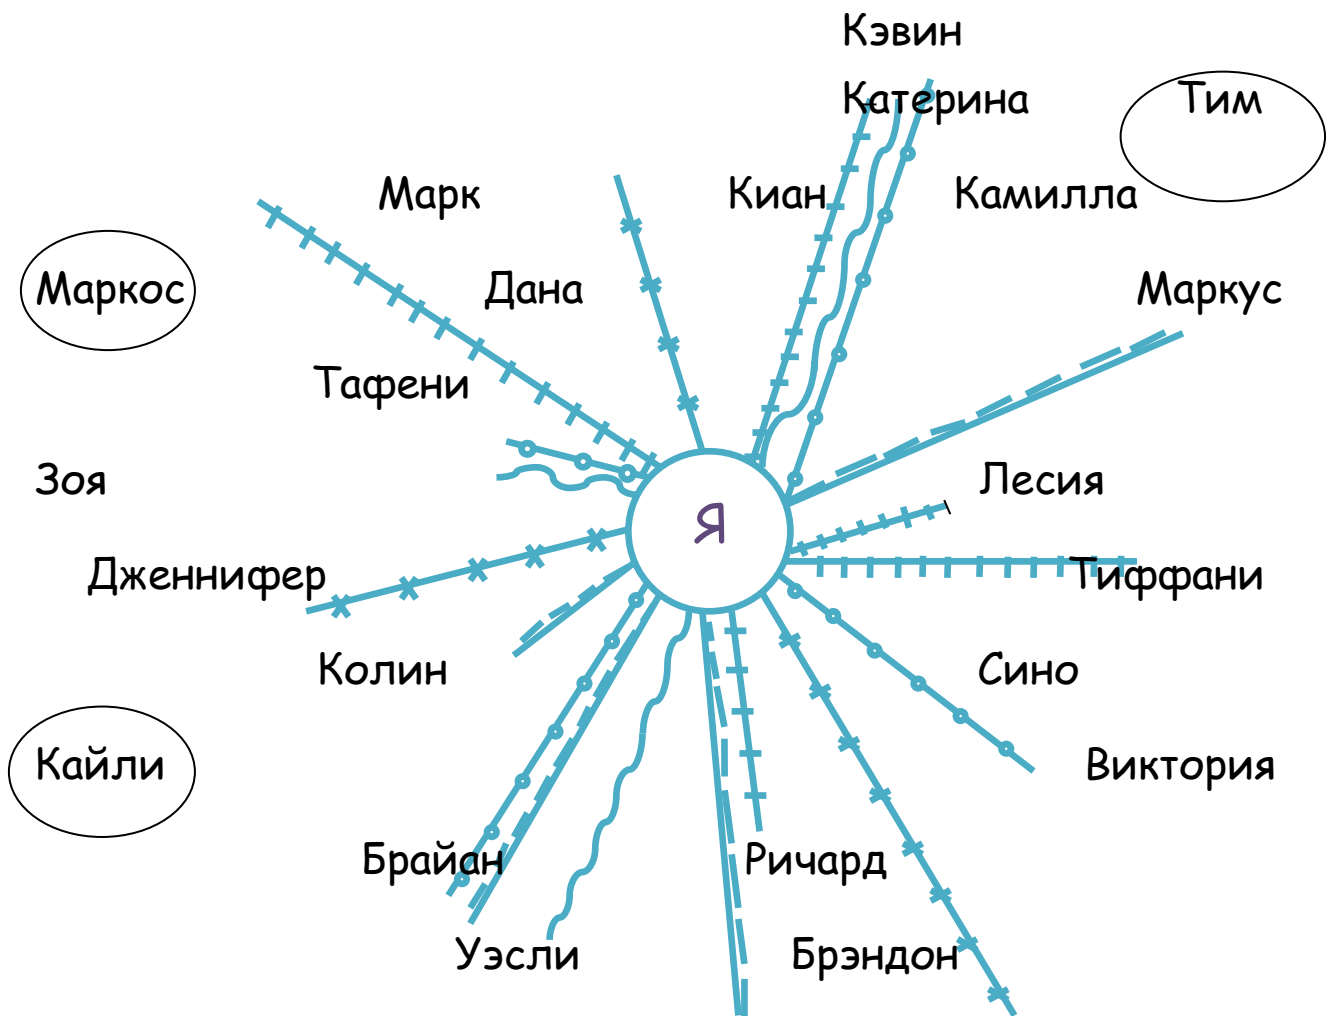 Кэвин
Катерина
Тим
Марк
Киан
Камилла
Маркос
Дана
Маркус
Тафени
Зоя
Лесия
Я
Дженнифер
Тиффани
Колин
Сино
Кайли
Виктория
Брайан
Ричард
Уэсли
Брэндон